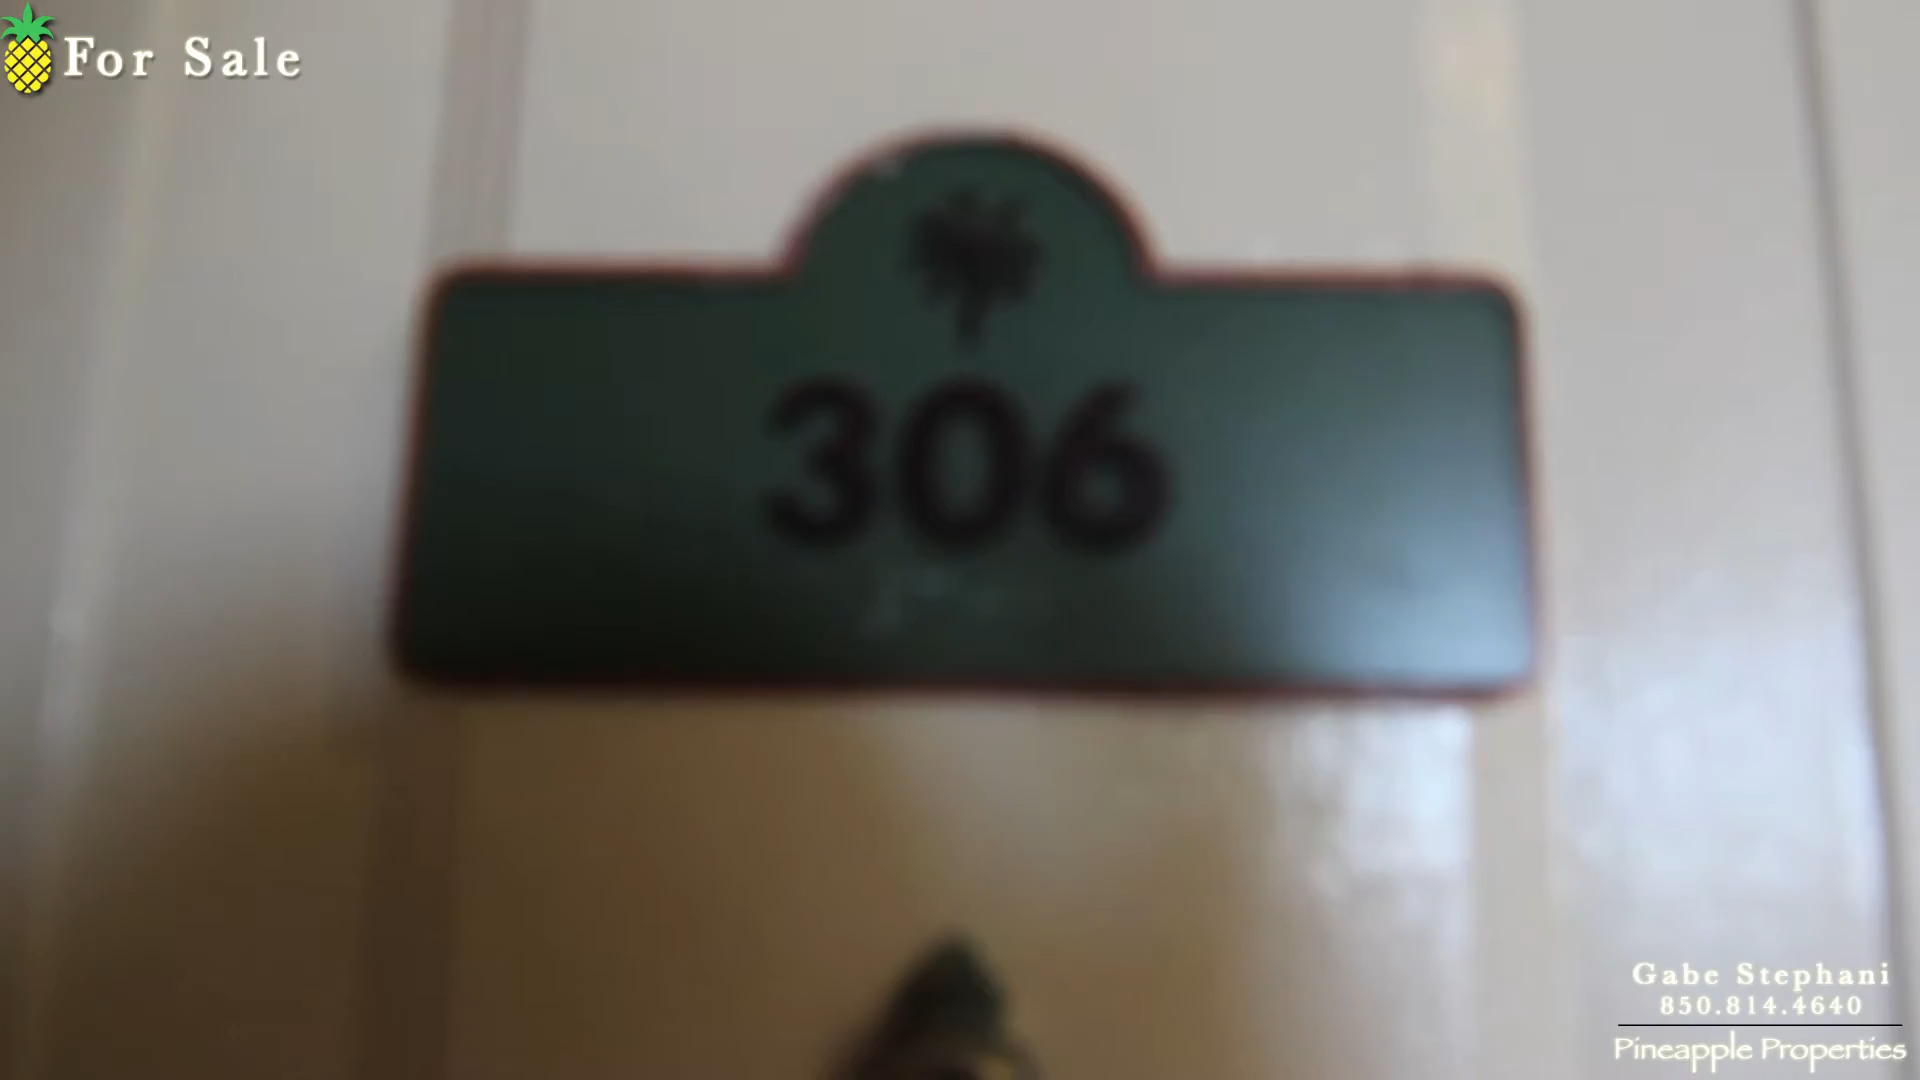 For Sale
306
Gabe Stephani
850.814.4640
Pineapple Properties